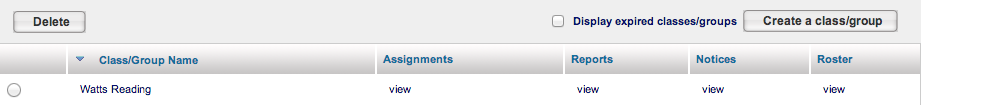 Delete Display expired classes/groups Create a class/group
Class/Group Name Assignments Reports Notices Roster
Watts Reading view view view view